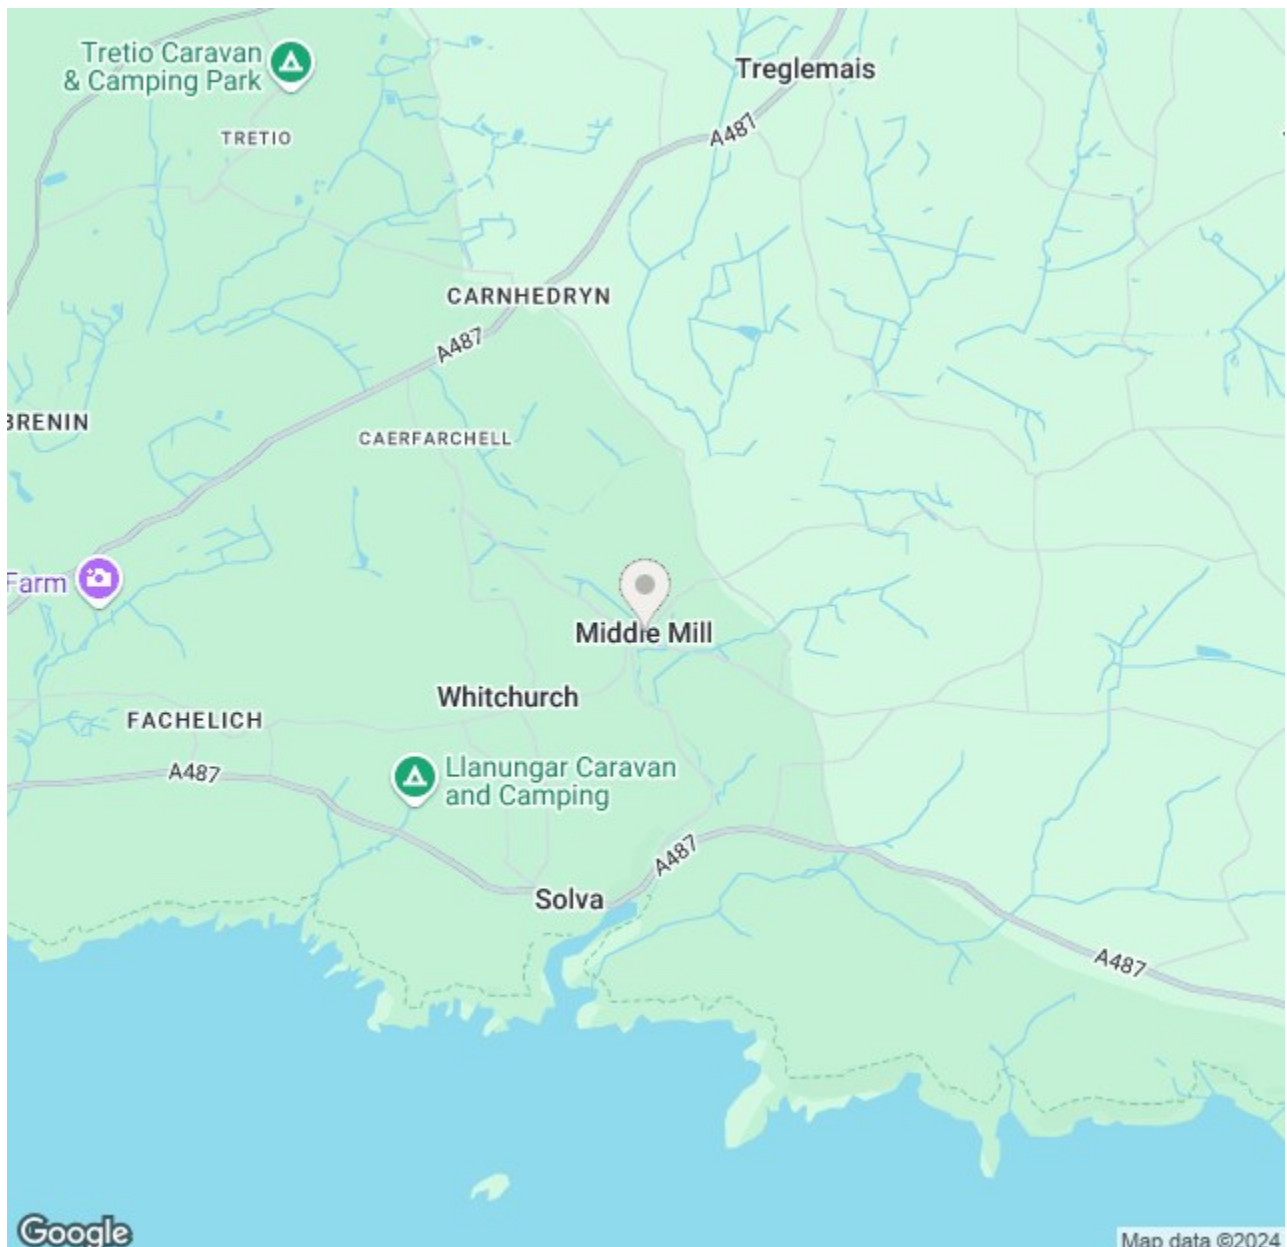 Tretio Caravan
& Camping Park
Treglemais
A487
TRETIO
CARNHEDRYN
A487
BRENIN
CAERFARCHELL
Farm
Middle Mill
Whitchurch
FACHELICH
Llanungar Caravan
and Camping
A487
A487
Solva
A487
Google
Map data ©2024